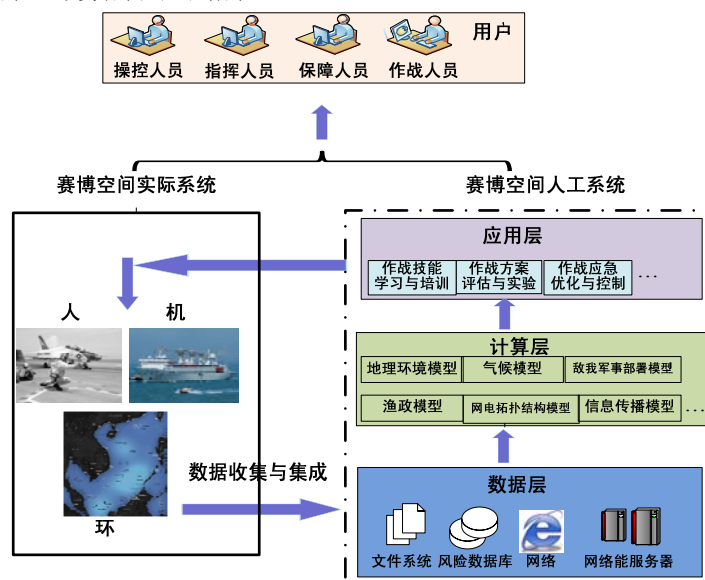 用户
操控人员 指挥人员 保障人员 作战人员
赛博空间实际系统 赛博空间人工系统
应用层
作战技能 作战方案 作战应急
学习与培训 评估与实验 优化与控制 ...
人 机
计算层
地理环境模型 气候模型 敌我军事部署模型
渔政模型 网电拓扑结构模型 信息传播模型 ...
数据收集与集成
数据层
环
文件系统 风险数据库 网络 网络能服务器